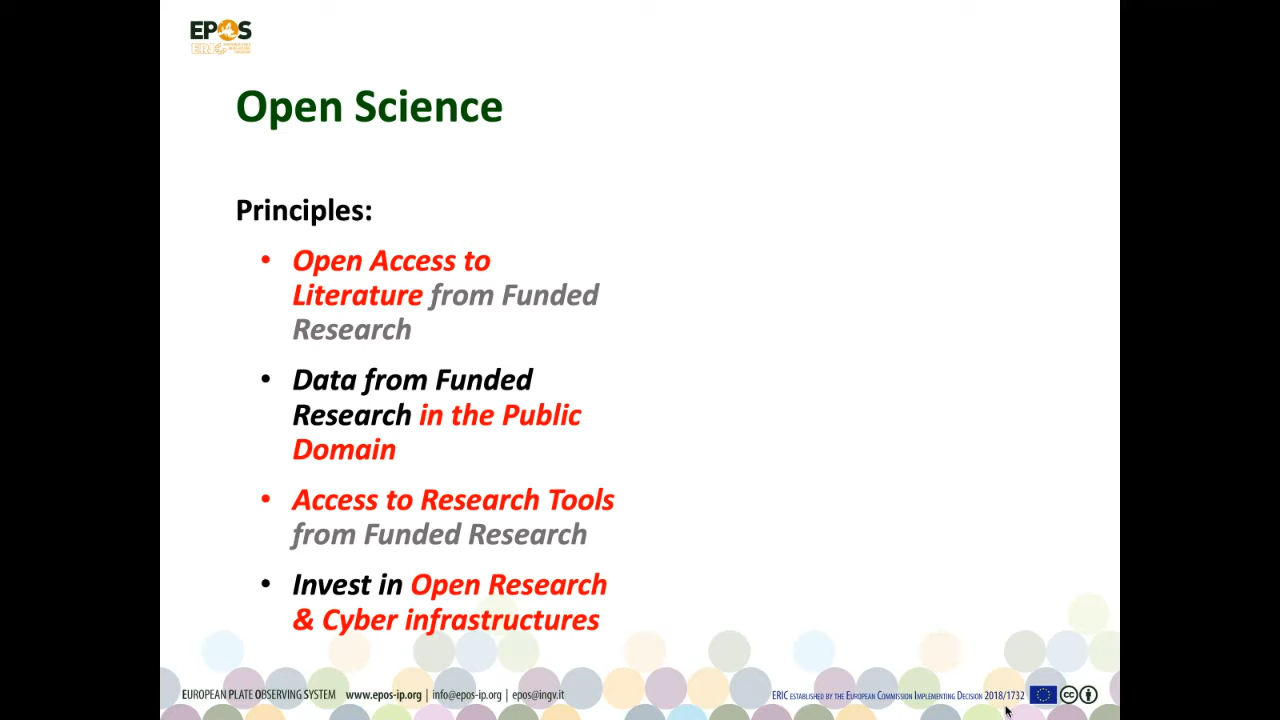 EPOS
ERIC
Open Science
Principles:
• Open Access to
Literature from Funded
Research
• Data from Funded
Research in the Public
Domain
• Access to Research Tools
from Funded Research
• Invest in Open Research
& Cyber infrastructures
EUROPEAN PLATE OBSERVING SYSTEM www.epos-ip.org | info@epos-ip.org | epos@ingv.it
ERIC ESTABLISHED BY THE EUROPEAN COMMISSION IMPLEMENTING DECISION 2018/1732 cc